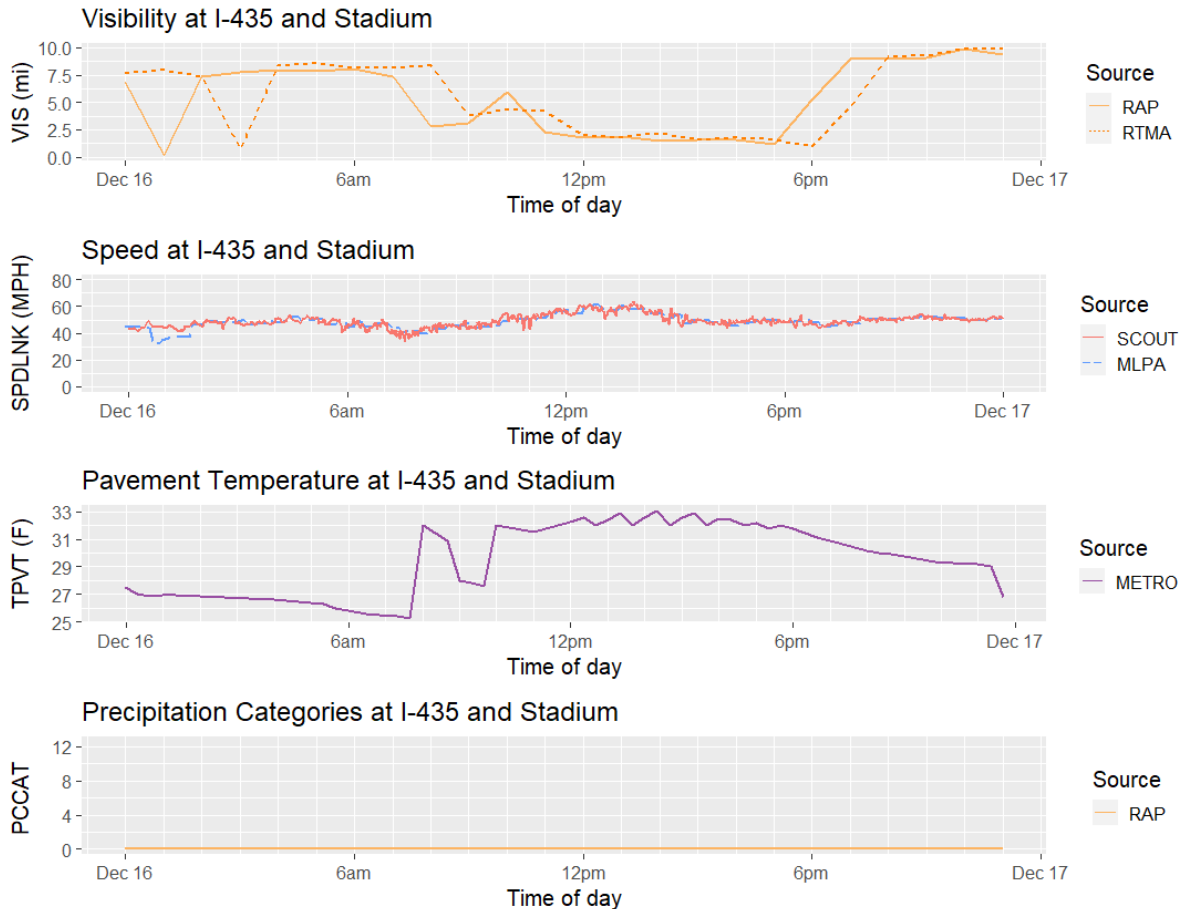 Visibility at I-435 and Stadium
VIS (mi)
10.0
7.5
5.0
2.5
0.0
Dec 16 6am 12pm 6pm Dec 17
Time of day
Source
RAP
RTMA
Speed at I-435 and Stadium
SPDLNK (MPH)
80
60
40
20
0
Dec 16 6am 12pm 6pm Dec 17
Time of day
Source
SCOUT
MLPA
Pavement Temperature at I-435 and Stadium
TPVT (F)
33
31
29
27
25
Dec 16 6am 12pm 6pm Dec 17
Time of day
Source
METRO
Precipitation Categories at I-435 and Stadium
PCCAT
12
8
4
0
Dec 16 6am 12pm 6pm Dec 17
Time of day
Source
RAP